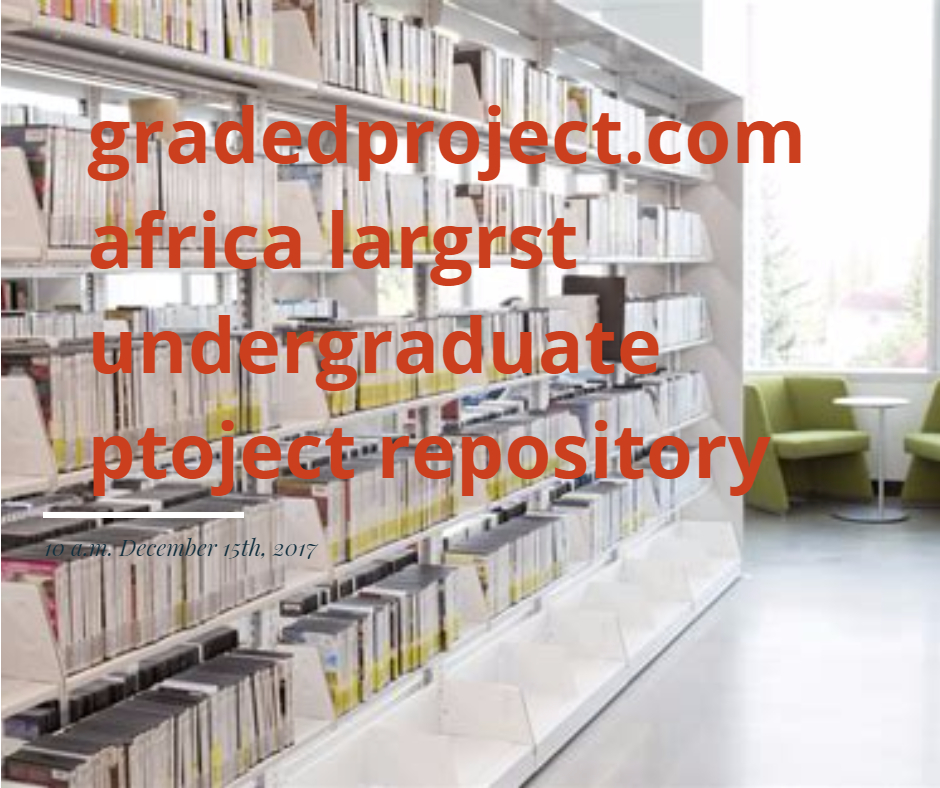 gradedproject.com
africa largrst
undergraduate
ptoject repository
10 a.m. December 15th, 2017